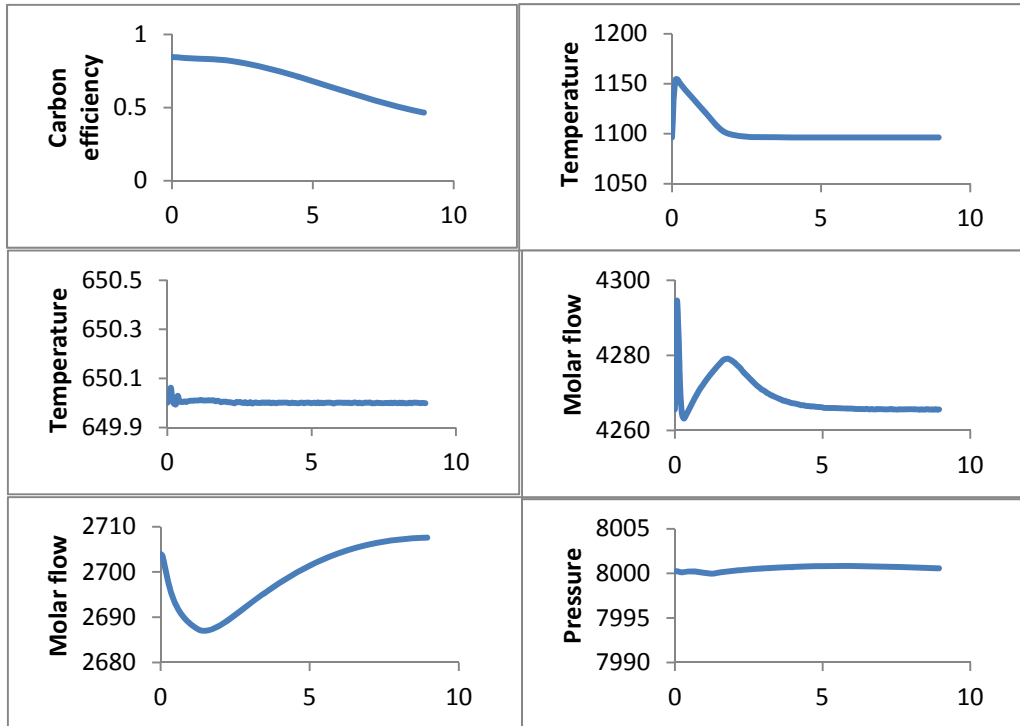 Carbon
efficiency
1
0.5
0
0 5 10
Temperature
1200
1150
1100
1050
0 5 10
Temperature
650.5
650.3
650.1
649.9
0 5 10
Molar flow
4300
4280
4260
0 5 10
Molar flow
2710
2700
2690
2680
0 5 10
Pressure
8005
8000
7995
7990
0 5 10